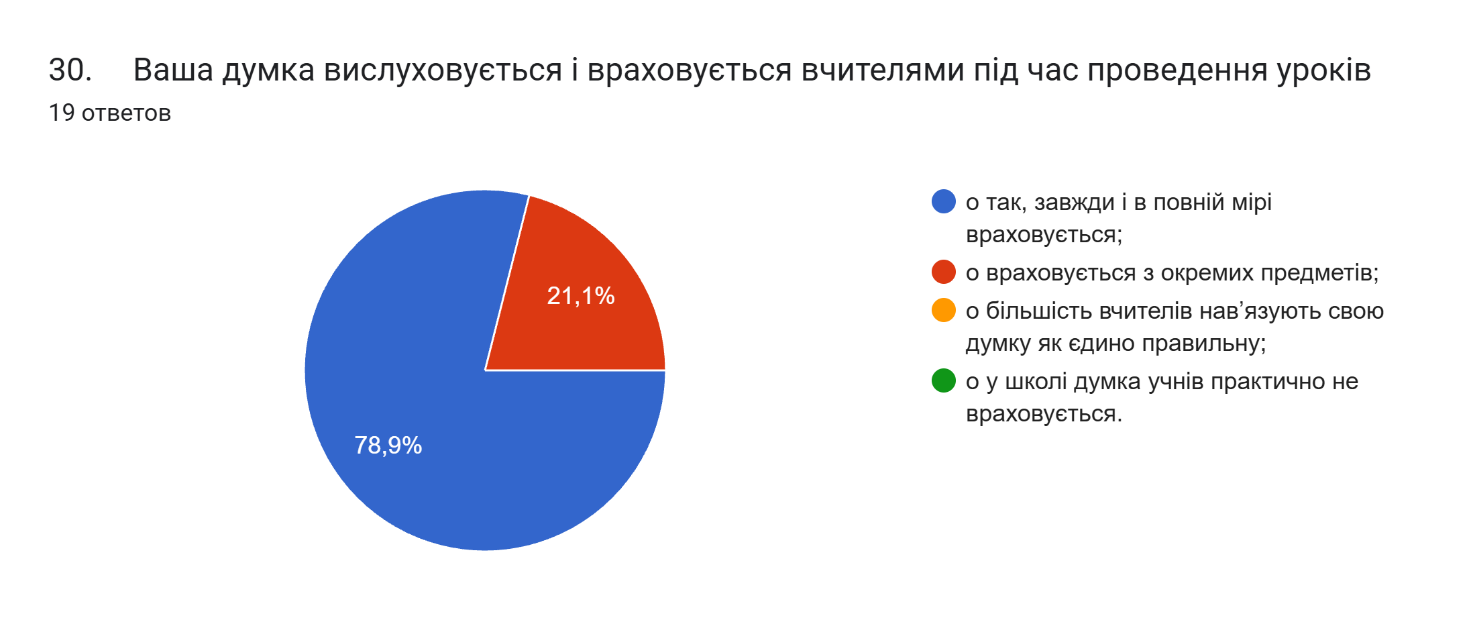 30. Ваша думка вислуховується і враховується вчителями під час проведення уроків
19 ответов
21,1%
78,9%
о так, завжди і в повній мірі
враховується;
о враховується з окремих предметів;
о більшість вчителів нав’язують свою
думку як єдино правильну;
о у школі думка учнів практично не
враховується.